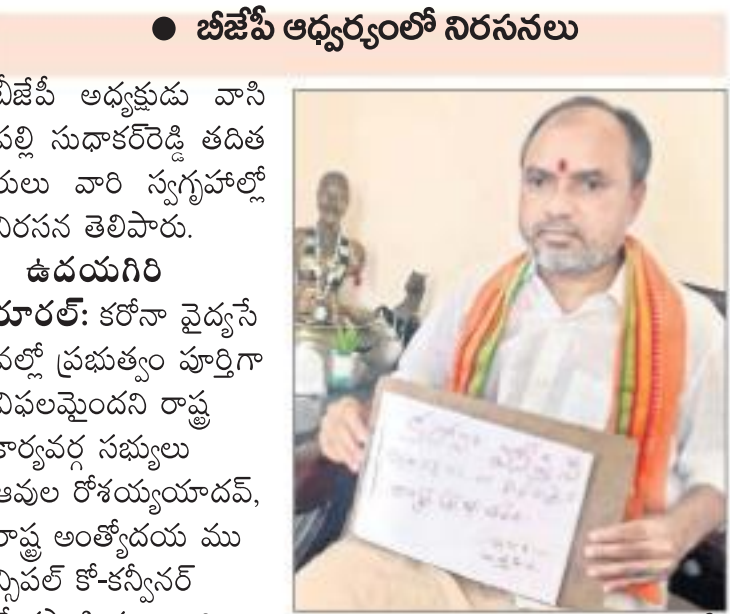 ● బీజేపీ ఆధ్వర్యంలో నిరసనలు
బీజేపీ అధ్యక్షుడు వాసి
పల్లి సుధాకర్‌రెడ్డి తదిత
రులు వారి స్వగృహాల్లో
నిరసన తెలిపారు.
ఉదయగిరి
రూరల్: కరోనా వైద్యసే
వల్లో ప్రభుత్వం పూర్తిగా
విఫలమైందని రాష్ట్ర
కార్యవర్గ సభ్యులు
ఆవుల రోశయ్యయాదవ్,
రాష్ట్ర అంత్యోదయ ము
న్సిపల్ కో-కన్వీనర్